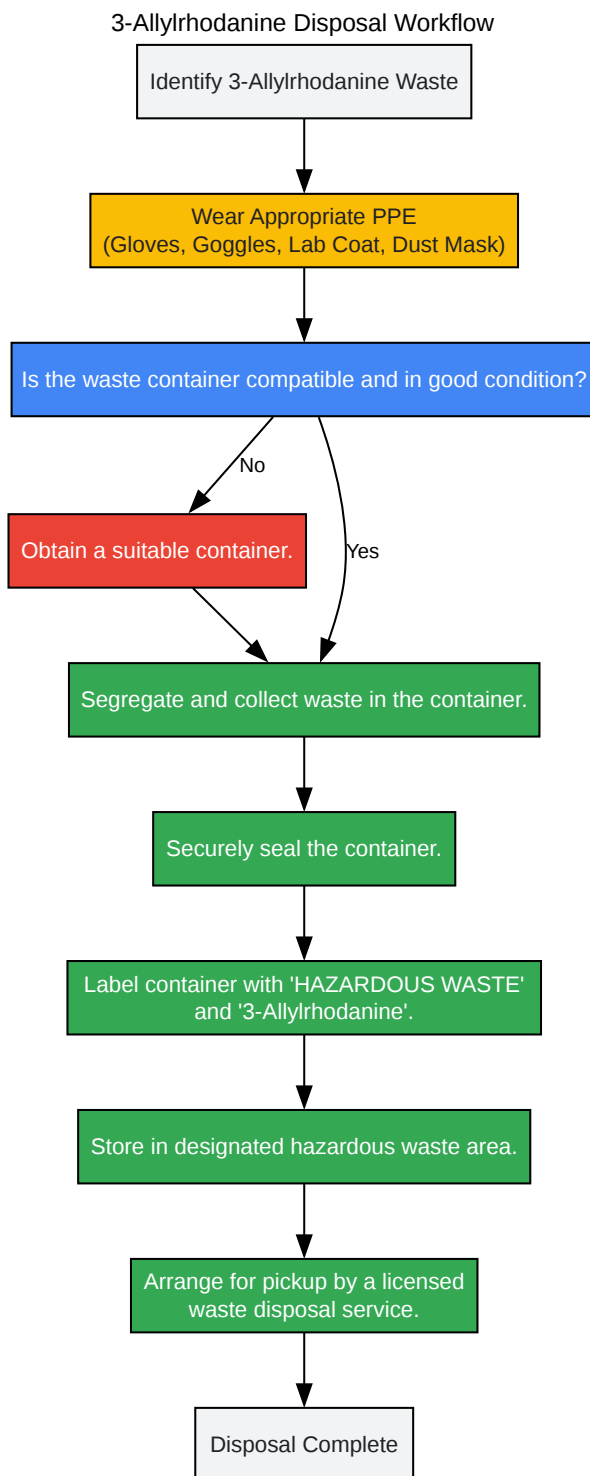 3-Allylrhodanine Disposal Workflow
Identify 3-Allylrhodanine Waste
Wear Appropriate PPE
(Gloves, Goggles, Lab Coat, Dust Mask)
Is the waste container compatible and in good condition?
No
Obtain a suitable container.
Yes
Segregate and collect waste in the container.
Securely seal the container.
Label container with 'HAZARDOUS WASTE'
and '3-Allylrhodanine'.
Store in designated hazardous waste area.
Arrange for pickup by a licensed
waste disposal service.
Disposal Complete